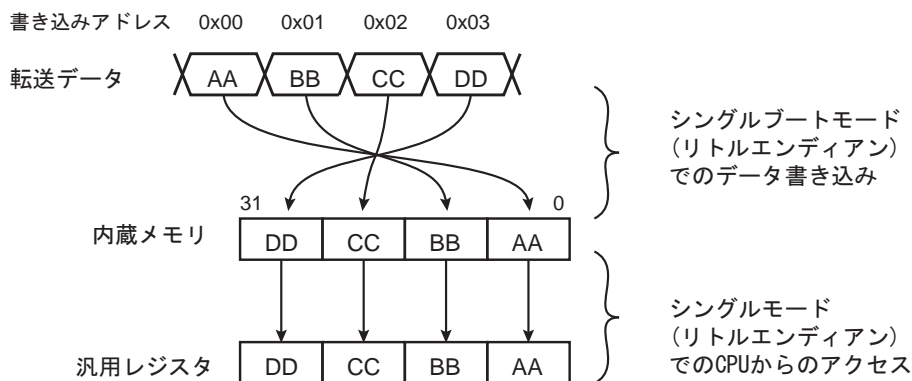 書き込みアドレス 0x00 0x01 0x02 0x03
転送データ AA BB CC DD
シングルブートモード
(リトルエンディアン)
でのデータ書き込み
31 0
内蔵メモリ DD CC BB AA
シングルモード
(リトルエンディアン)
でのCPUからのアクセス
汎用レジスタ DD CC BB AA